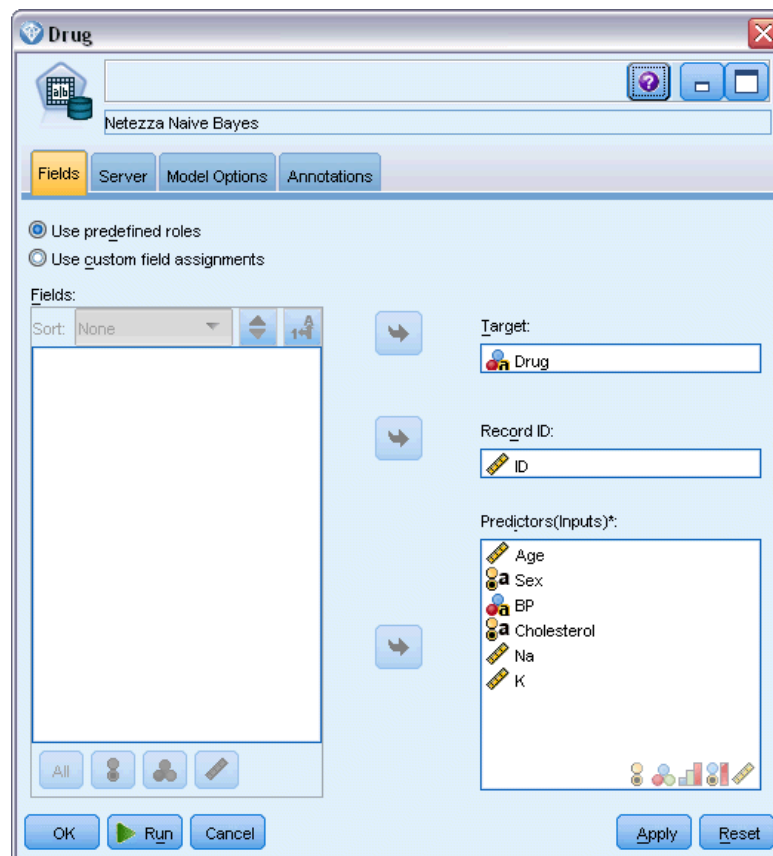 Drug
Netezza Naive Bayes
Fields Server Model Options Annotations
Use predefined roles
Use custom field assignments
Fields:
Sort: None
Target:
Drug
Record ID:
ID
Predictors(Inputs)*:
Age
Sex
BP
Cholesterol
Na
K
All
OK Run Cancel Apply Reset